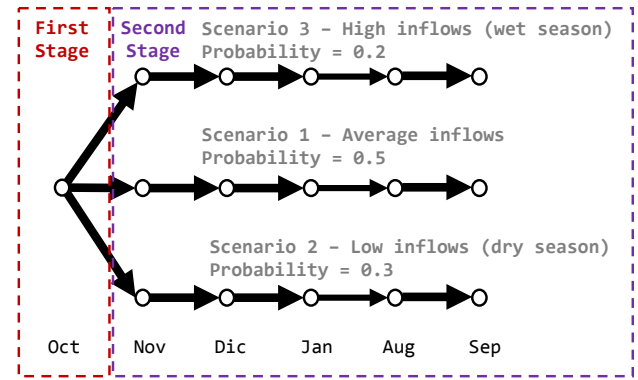 First
Stage
Second
Stage
Scenario 3 – High inflows (wet season)
Probability = 0.2
Scenario 1 – Average inflows
Probability = 0.5
Scenario 2 – Low inflows (dry season)
Probability = 0.3
Oct Nov Dic Jan Aug Sep